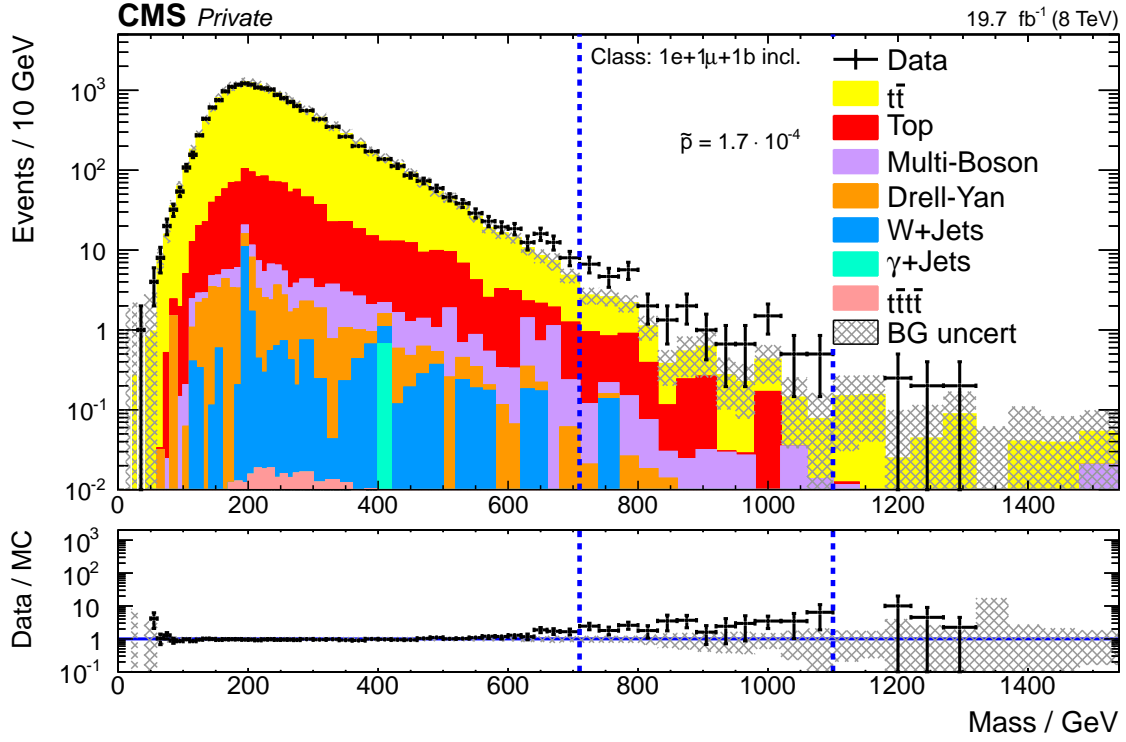 CMS Private 19.7 fb⁻¹ (8 TeV)
Events / 10 GeV
10³
10²
10
1
10⁻¹
10⁻²
Class: 1e+1μ+1b incl.
p̃ = 1.7 · 10⁻⁴
Data
tt̄
Top
Multi-Boson
Drell-Yan
W+Jets
γ+Jets
tt̄tt̄
BG uncert
0 200 400 600 800 1000 1200 1400
Data / MC
10³
10²
10
1
10⁻¹
0 200 400 600 800 1000 1200 1400
Mass / GeV